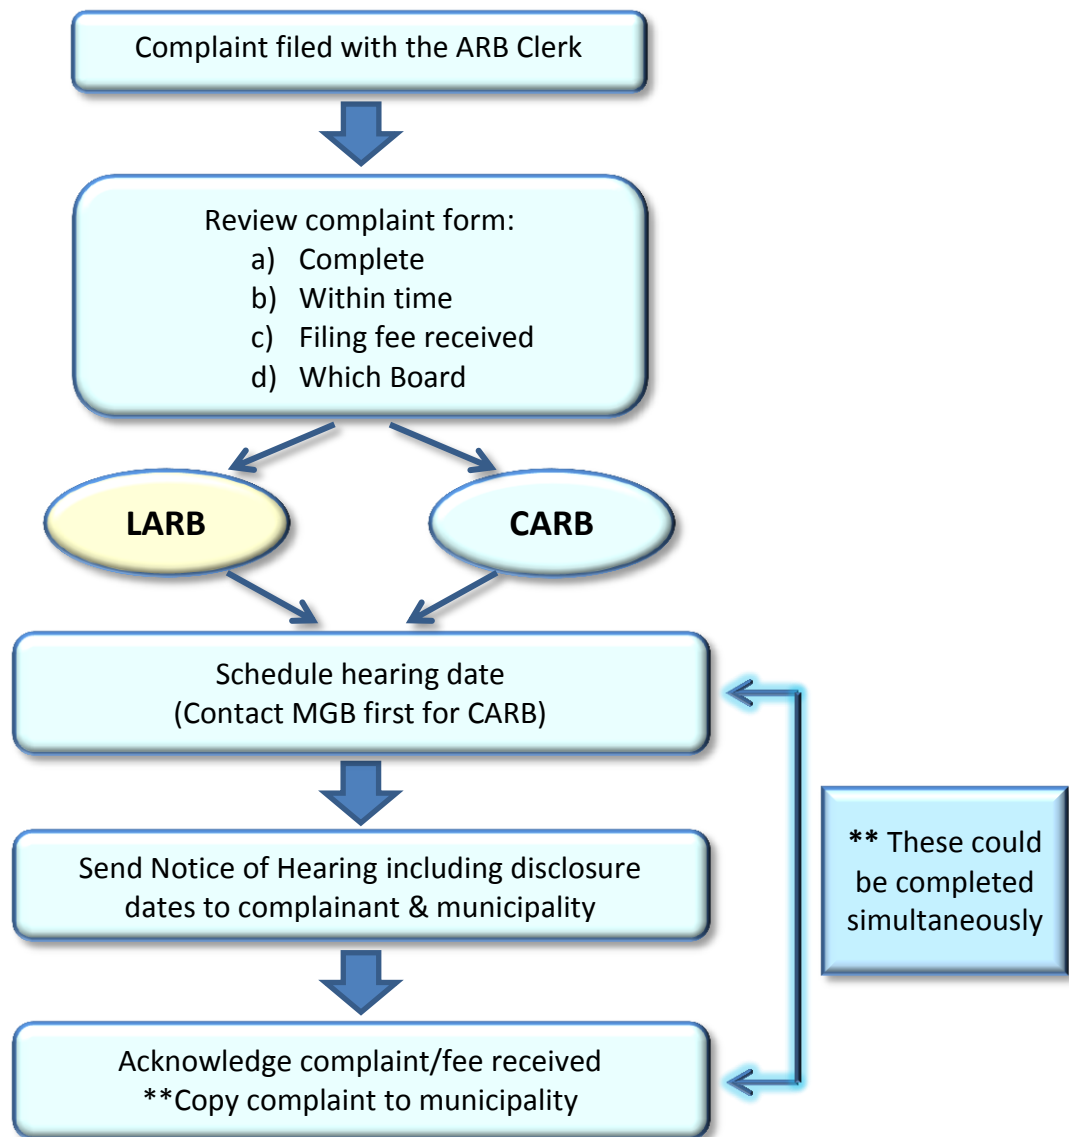 Complaint filed with the ARB Clerk
Review complaint form:
a) Complete
b) Within time
c) Filing fee received
d) Which Board
LARB
CARB
Schedule hearing date
(Contact MGB first for CARB)
Send Notice of Hearing including disclosure
dates to complainant & municipality
** These could
be completed
simultaneously
Acknowledge complaint/fee received
**Copy complaint to municipality